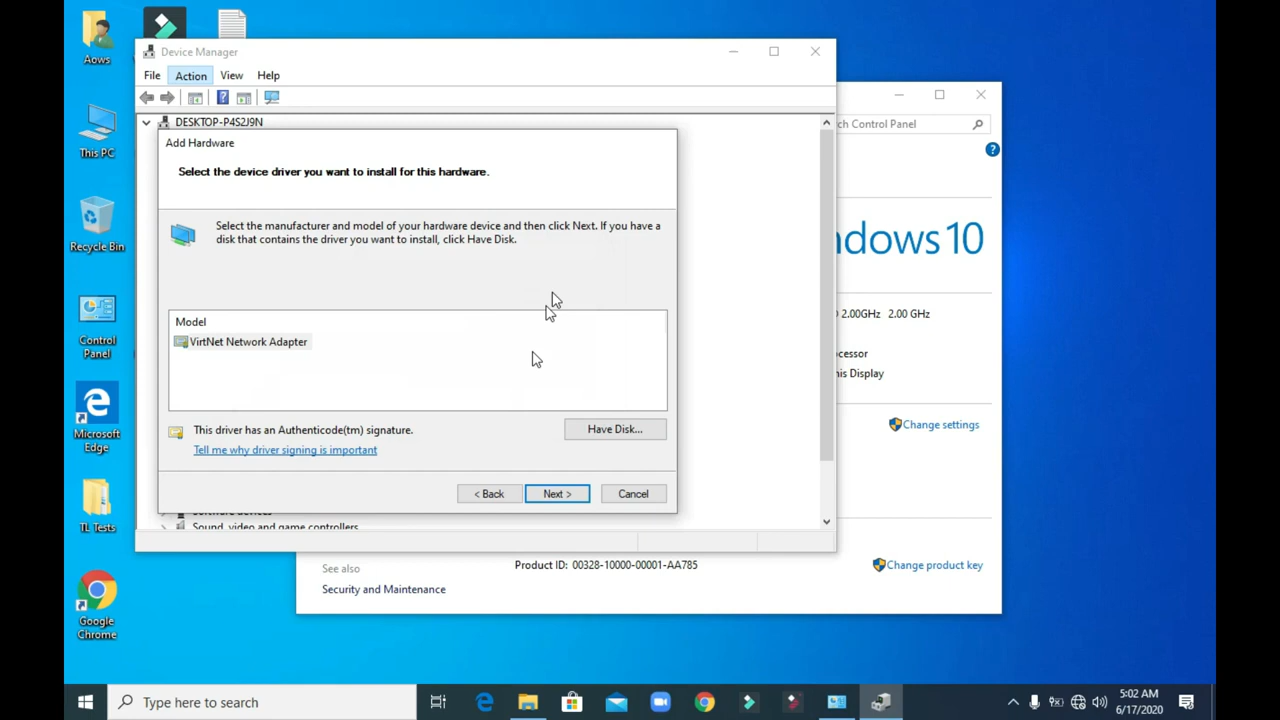 Aows
This PC
Recycle Bin
Control
Panel
Microsoft
Edge
TL Tests
Google
Chrome
Device Manager
File Action View Help
DESKTOP-P4S2J9N
Add Hardware
Select the device driver you want to install for this hardware.
Select the manufacturer and model of your hardware device and then click Next. If you have a
disk that contains the driver you want to install, click Have Disk.
Model
VirtNet Network Adapter
This driver has an Authenticode(tm) signature.
Have Disk...
Tell me why driver signing is important
< Back Next > Cancel
Sound, video and game controllers
ch Control Panel
ndows 10
2.00GHz 2.00 GHz
ocessor
his Display
Change settings
See also
Product ID: 00328-10000-00001-AA785
Change product key
Security and Maintenance
Type here to search
5:02 AM
6/17/2020